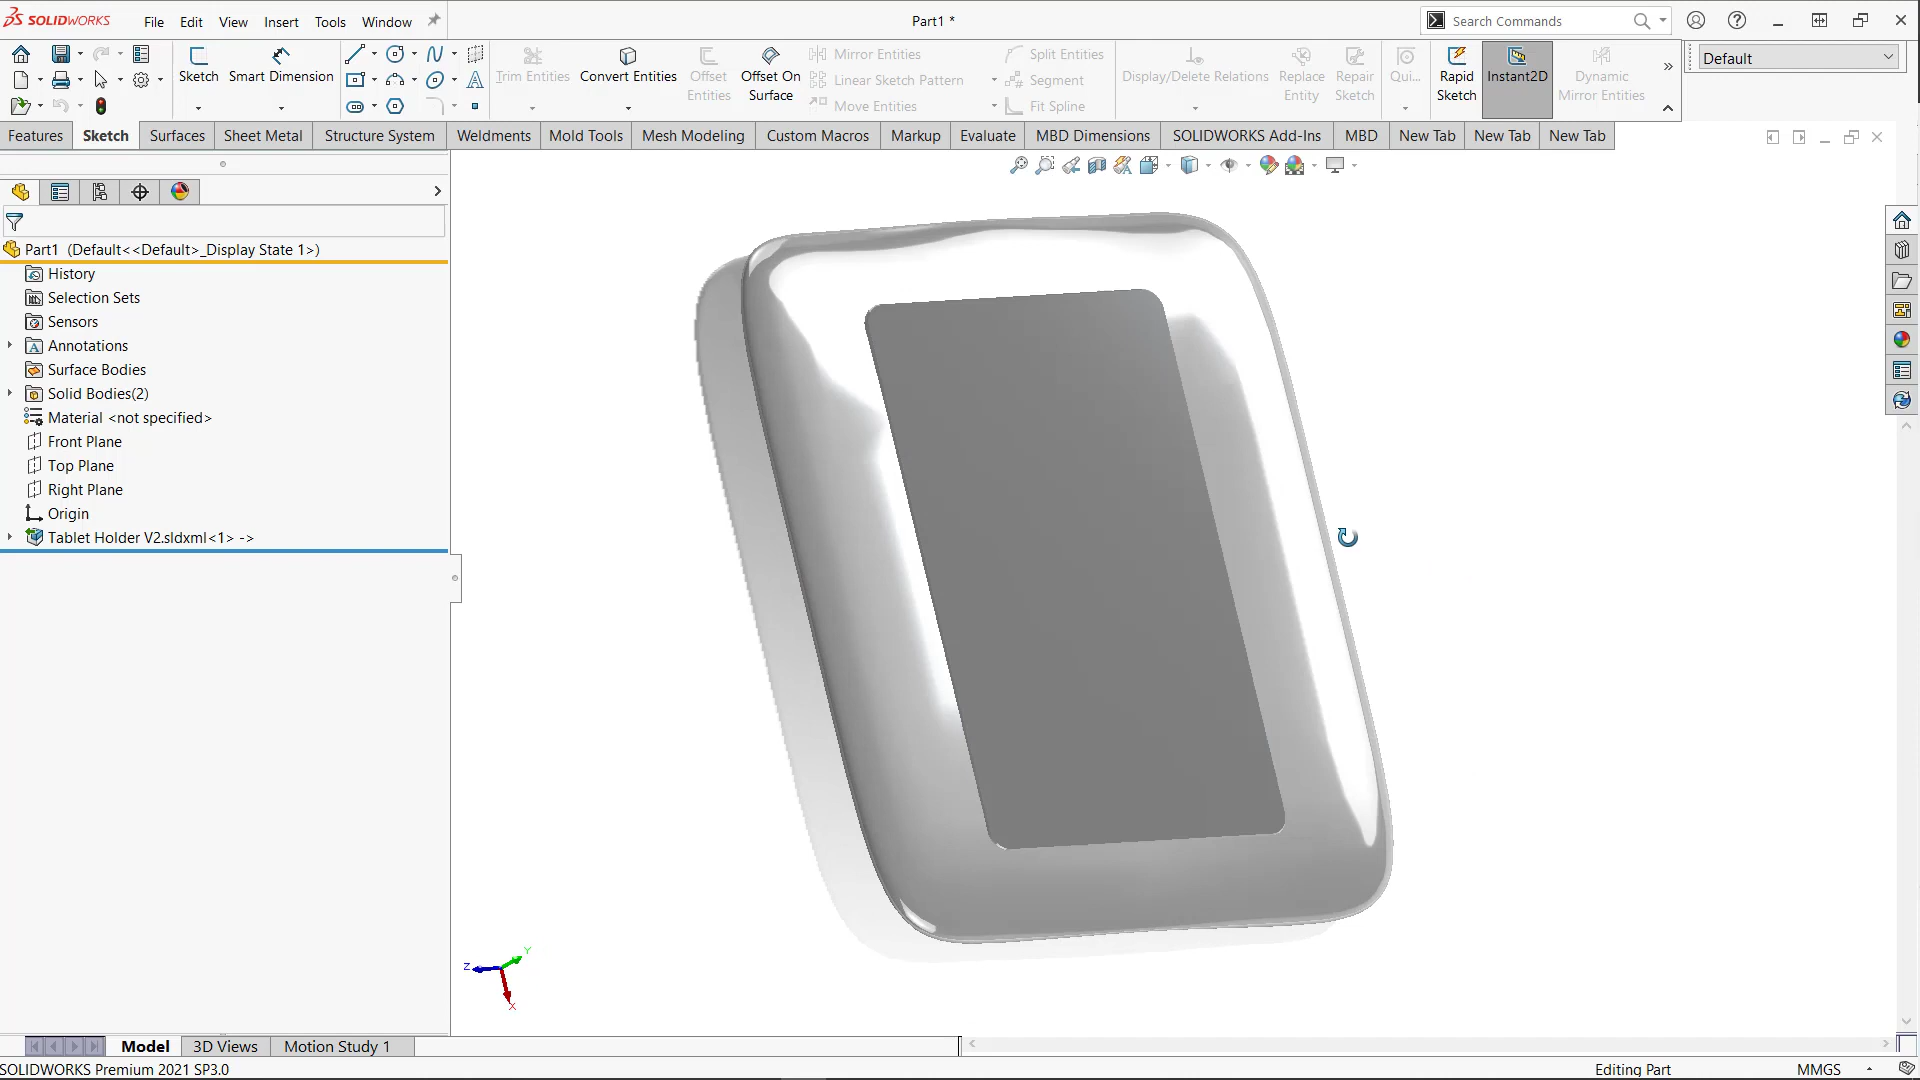 SOLIDWORKS File Edit View Insert Tools Window Part1 * Search Commands
Sketch Smart Dimension Trim Entities Convert Entities Offset Entities Offset On Surface Mirror Entities Linear Sketch Pattern Move Entities Split Entities Segment Fit Spline Display/Delete Relations Replace Entity Repair Sketch Qui... Rapid Sketch Instant2D Dynamic Mirror Entities Default
Features Sketch Surfaces Sheet Metal Structure System Weldments Mold Tools Mesh Modeling Custom Macros Markup Evaluate MBD Dimensions SOLIDWORKS Add-Ins MBD New Tab New Tab New Tab
Part1 (Default<<Default>_Display State 1>)
History
Selection Sets
Sensors
Annotations
Surface Bodies
Solid Bodies(2)
Material <not specified>
Front Plane
Top Plane
Right Plane
Origin
Tablet Holder V2.sldxml<1> ->
Y
Z
X
Model 3D Views Motion Study 1
SOLIDWORKS Premium 2021 SP3.0 Editing Part MMGS